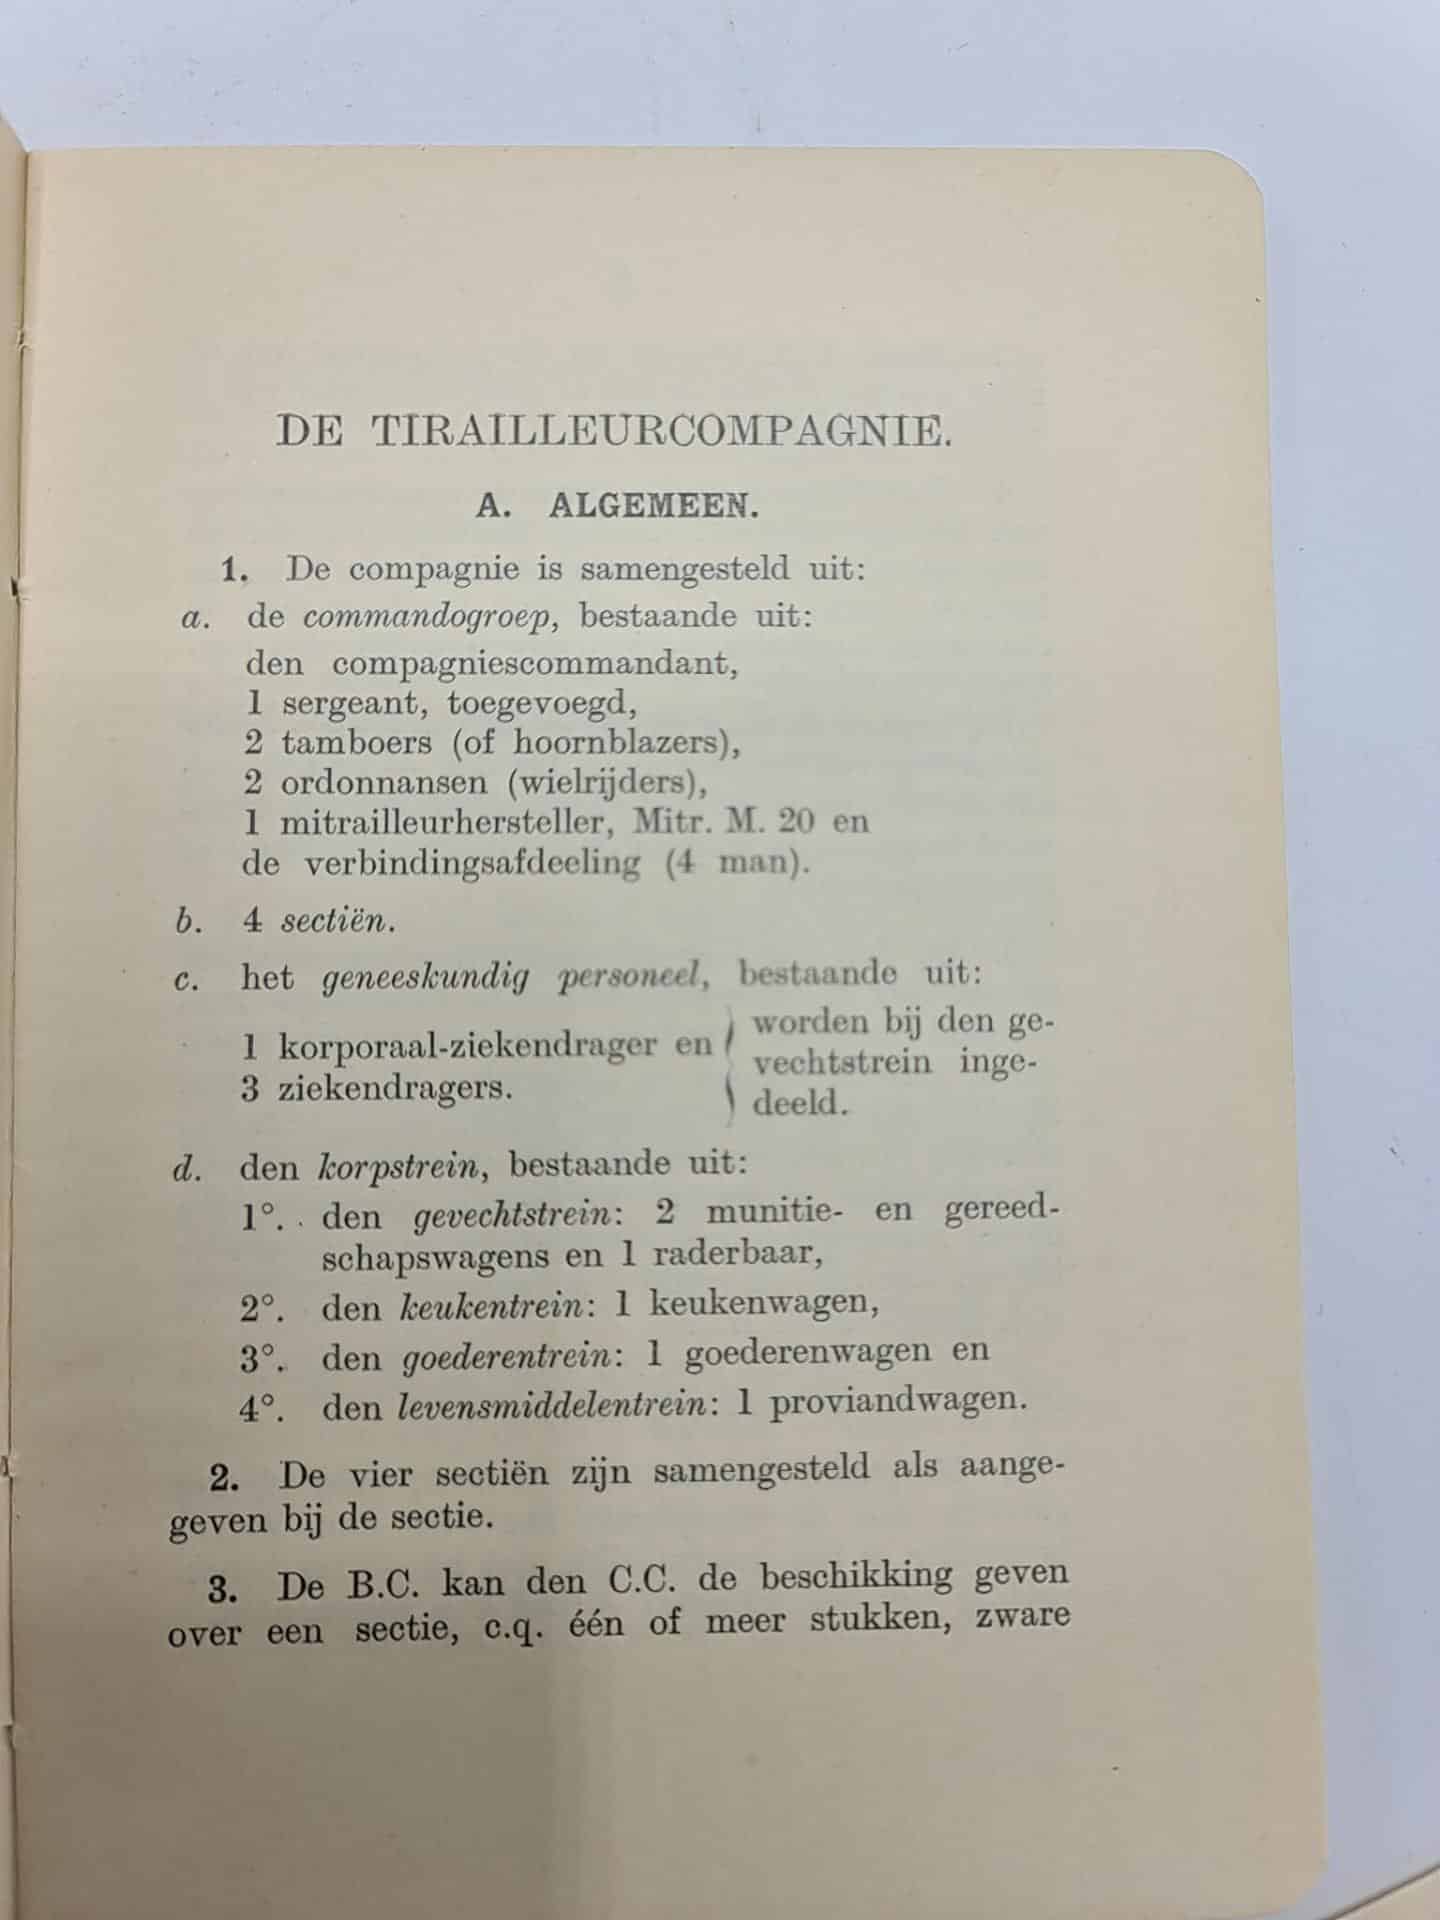 DE TIRAILLEURCOMPAGNIE.
A. ALGEMEEN.
1. De compagnie is samengesteld uit:
a. de commandogroep, bestaande uit:
den compagniescommandant,
1 sergeant, toegevoegd,
2 tamboers (of hoornblazers),
2 ordonnansen (wielrijders),
1 mitrailleurhersteller, Mitr. M. 20 en
de verbindingsafdeeling (4 man).
b. 4 sectiën.
c. het geneeskundig personeel, bestaande uit:
1 korporaal-ziekendrager en
3 ziekendragers.
worden bij den ge-
vechtstrein inge-
deeld.
d. den korpstrein, bestaande uit:
1°. den gevechtstrein: 2 munitie- en gereed-
schapswagens en 1 raderbaar,
2°. den keukentrein: 1 keukenwagen,
3°. den goederentrein: 1 goederenwagen en
4°. den levensmiddelentrein: 1 proviandwagen.
2. De vier sectiën zijn samengesteld als aange-
geven bij de sectie.
3. De B.C. kan den C.C. de beschikking geven
over een sectie, c.q. één of meer stukken, zware